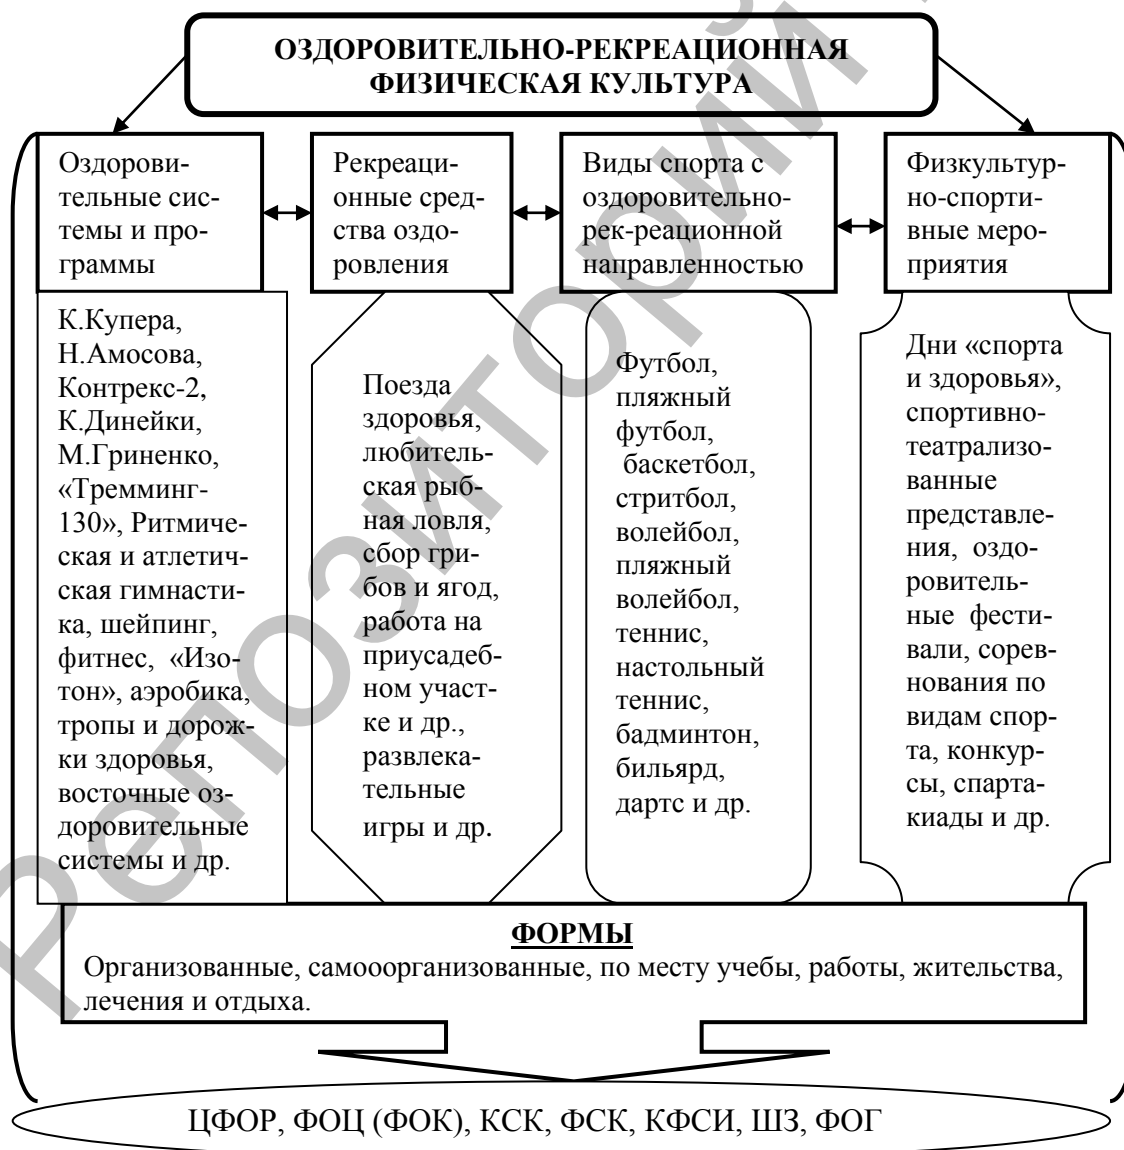 ОЗДОРОВИТЕЛЬНО-РЕКРЕАЦИОННАЯ
ФИЗИЧЕСКАЯ КУЛЬТУРА
Оздорови-
тельные сис-
темы и про-
граммы
Рекреаци-
онные сред-
ства оздо-
ровления
Виды спорта с
оздоровительно-
рек-реационной
направленностью
Физкультур-
но-спорти-
вные меро-
приятия
К.Купера,
Н.Амосова,
Контрекс-2,
К.Динейки,
М.Гриненко,
«Тремминг-
130», Ритмиче-
ская и атлетич-
ская гимнасти-
ка, шейпинг,
фитнес, «Изо-
тон», аэробика,
тропы и дорож-
ки здоровья,
восточные оз-
доровительные
системы и др.
Поезда
здоровья,
любитель-
ская рыб-
ная ловля,
сбор гри-
бов и ягод,
работа на
приусадеб-
ном участ-
ке и др.,
развлека-
тельные
игры и др.
Футбол,
пляжный
футбол,
баскетбол,
стритбол,
волейбол,
пляжный
волейбол,
теннис,
настольный
теннис,
бадминтон,
бильярд,
дартс и др.
Дни «спорта
и здоровья»,
спортивно-
театрализо-
ванные
представле-
ния, оздо-
ровитель-
ные фести-
вали, сорев-
нования по
видам спор-
та, конкур-
сы, спарта-
киады и др.
ФОРМЫ
Организованные, самооорганизованные, по месту учебы, работы, жительства,
лечения и отдыха.
ЦФОР, ФОЦ (ФОК), КСК, ФСК, КФСИ, ШЗ, ФОГ
Репозиторий